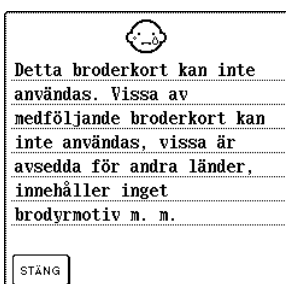 Detta broderkort kan inte
användas. Vissa av
medföljande broderkort kan
inte användas, vissa är
avsedda för andra länder,
innehåller inget
brodyrmotiv m. m.
STÄNG